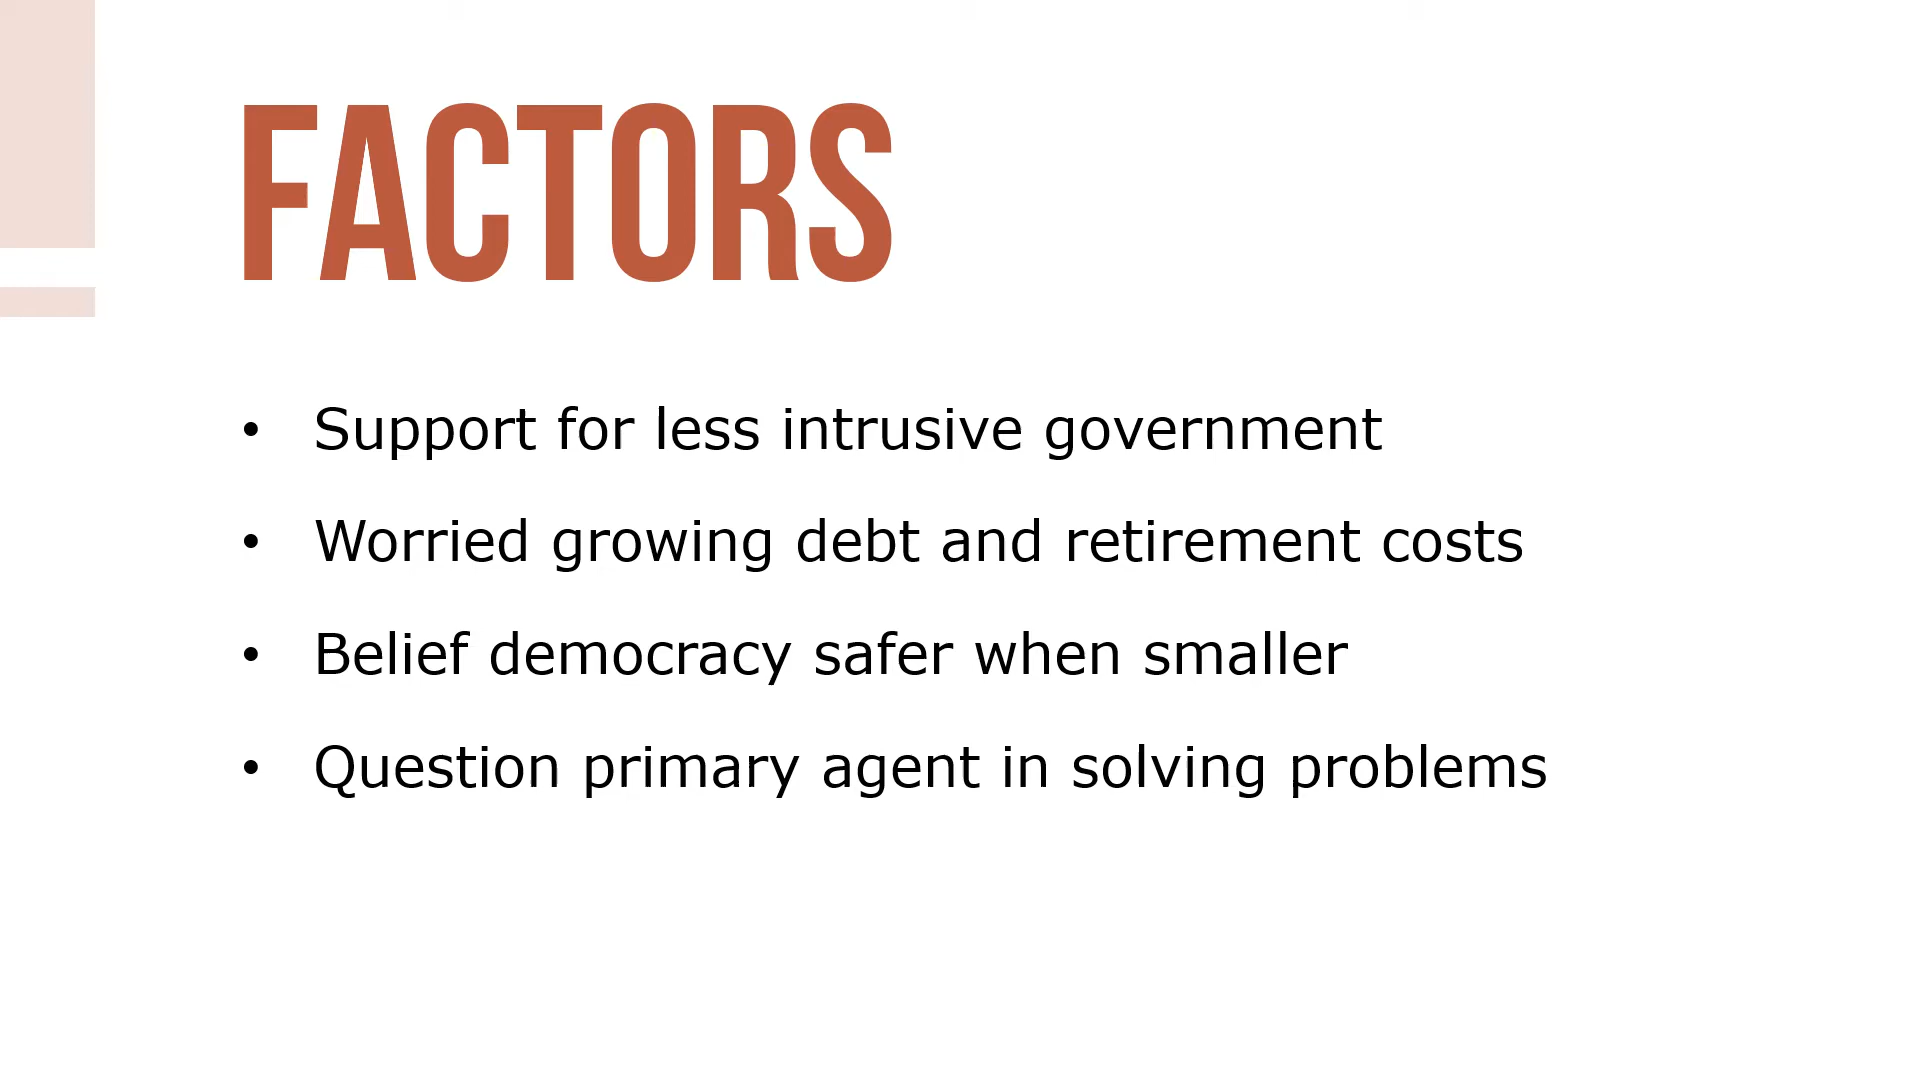 FACTORS
• Support for less intrusive government
• Worried growing debt and retirement costs
• Belief democracy safer when smaller
• Question primary agent in solving problems